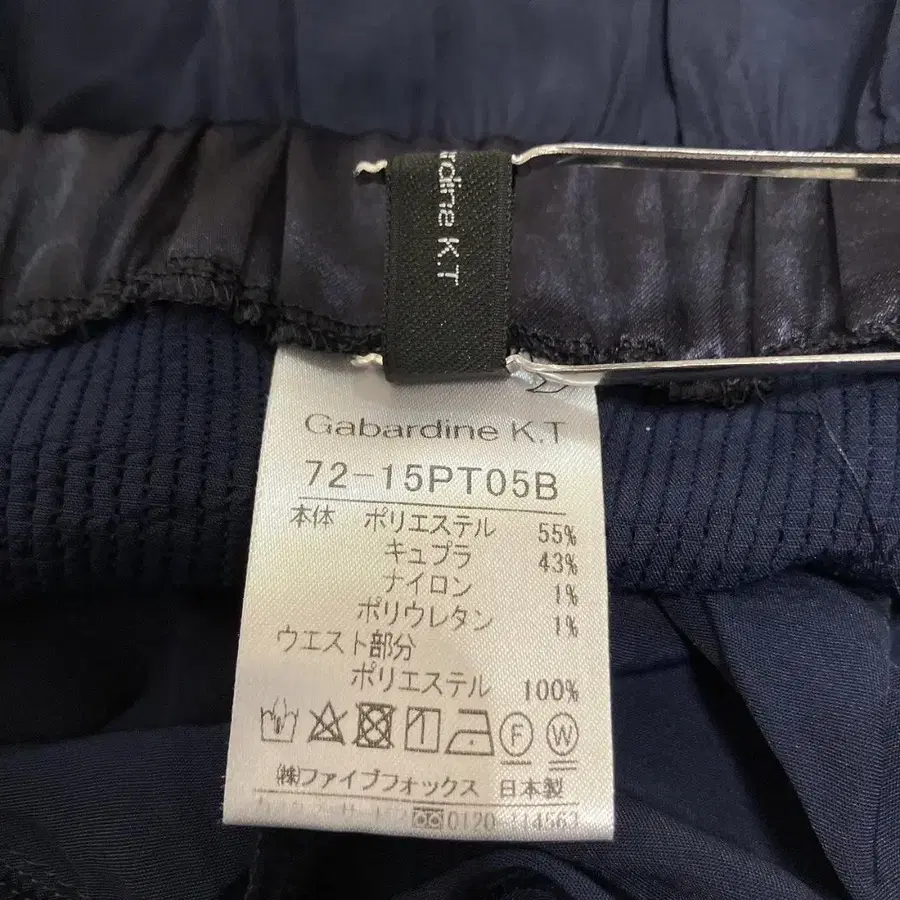 rdine K.T
Gabardine K.T
72-15PT05B
本体 ポリエステル 55%
キュプラ 43%
ナイロン 1%
ポリウレタン 1%
ウエスト部分
ポリエステル 100%
F W
㈱ファイブフォックス 日本製
0120-114563